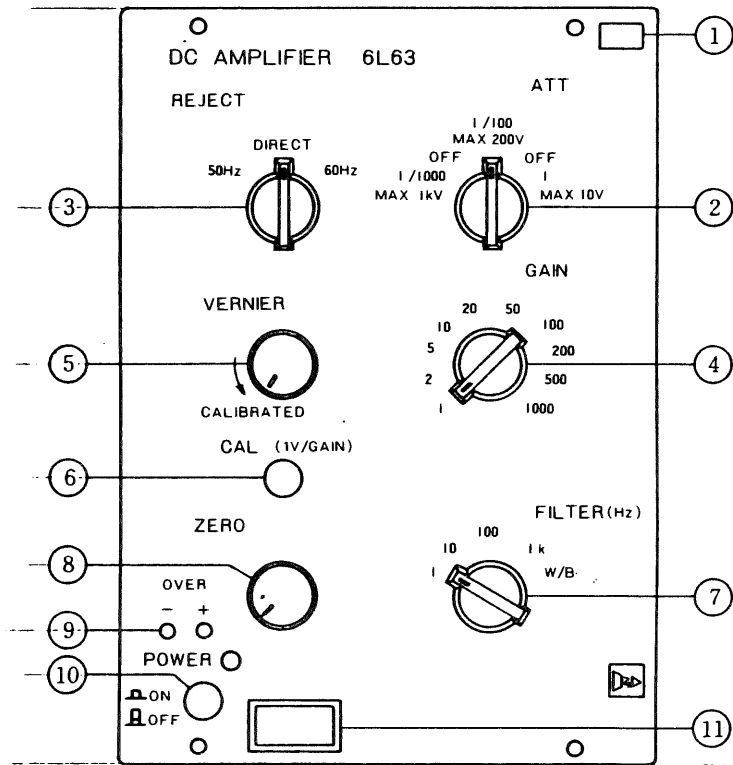 1
DC AMPLIFIER 6L63
ATT
REJECT
1/100
MAX 200V
DIRECT
OFF OFF
50Hz 60Hz
1/1000 1
MAX 1kV MAX 10V
3 2
GAIN
VERNIER
20 50
10 100
5 200
5 4
2 500
1 1000
CALIBRATED
CAL (1V/GAIN)
6
FILTER(Hz)
ZERO
100
10 1k
1 W/B
8
OVER
- +
9 7
POWER
10
ON
OFF
11